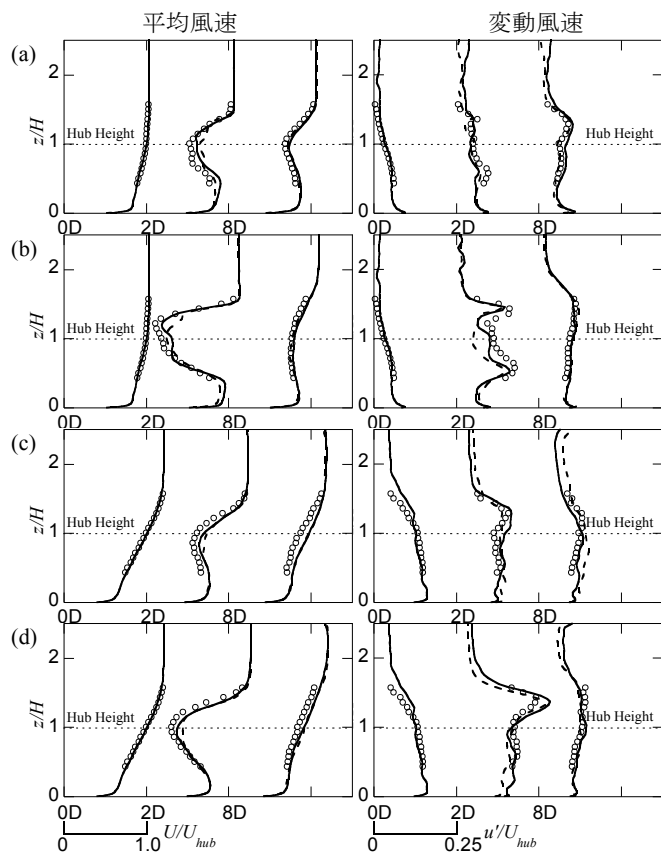 平均風速 変動風速
(a)
2
z/H
Hub Height Hub Height
1
0
0D 2D 8D 0D 2D 8D
(b)
2
z/H
Hub Height Hub Height
1
0
0D 2D 8D 0D 2D 8D
(c)
2
z/H
Hub Height Hub Height
1
0
0D 2D 8D 0D 2D 8D
(d)
2
z/H
Hub Height Hub Height
1
0
0D 2D 8D 0D 2D 8D
U/U_hub u'/U_hub
0 1.0 0 0.25